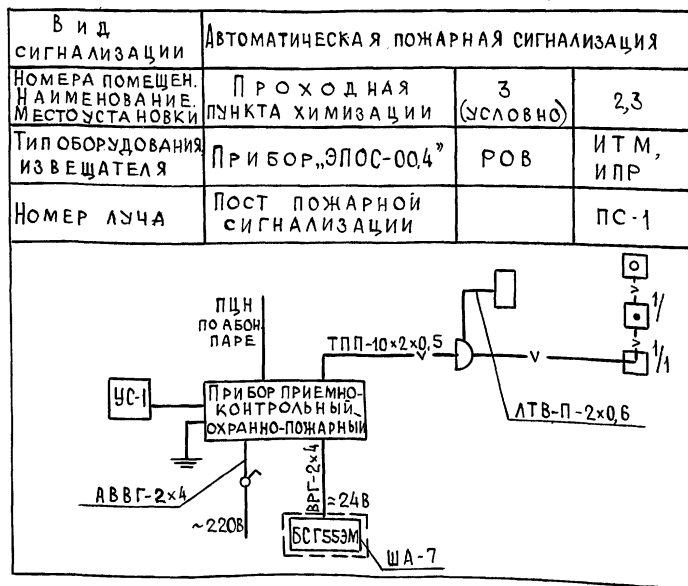 Вид
сигнализации
Автоматическая пожарная сигнализация
Номера помещен.
Наименование.
Место установки
Проходная
пункта химизации
3
(условно)
2,3
Тип оборудования,
извещателя
Прибор „ЭПОС-00.4”
РОВ
ИТМ,
ИПР
Номер луча
Пост пожарной
сигнализации
ПС-1
ПЦН
по абон.
паре
ТПП-10×2×0,5
1/
1/1
УС-1
Прибор приемно-
контрольный
охранно-пожарный
ЛТВ-П-2×0,6
АВВГ-2×4
ВРГ-2×4
=24В
~220В
БСГ55ЭМ
ША-7